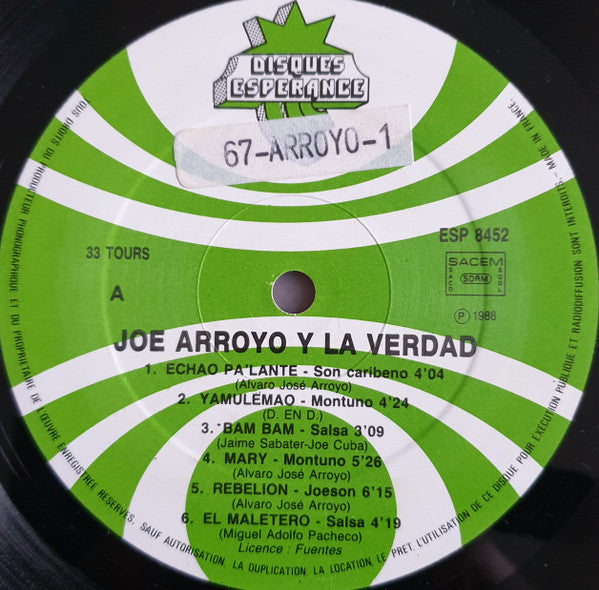 DISQUES
ESPERANCE
67-ARROYO-1
33 TOURS
A
ESP 8452
SACEM
SACD
SDRM
SGDL
Ⓟ 1988
JOE ARROYO Y LA VERDAD
1. ECHAO PA'LANTE - Son caribeno 4'04
(Alvaro José Arroyo)
2. YAMULEMAO - Montuno 4'24
(D. EN D.)
3. BAM BAM - Salsa 3'09
(Jaime Sabater-Joe Cuba)
4. MARY - Montuno 5'26
(Alvaro José Arroyo)
5. REBELION - Joeson 6'15
(Alvaro José Arroyo)
6. EL MALETERO - Salsa 4'19
(Miguel Adolfo Pacheco)
Licence : Fuentes
TOUS DROITS DU PRODUCTEUR PHONOGRAPHIQUE ET DU PROPRIETAIRE DE L'ŒUVRE ENREGISTREE RESERVES. SAUF AUTORISATION, LA DUPLICATION, LA LOCATION, LE PRET, L'UTILISATION DE CE DISQUE POUR EXECUTION PUBLIQUE ET RADIODIFFUSION SONT INTERDITS. - MADE IN FRANCE.